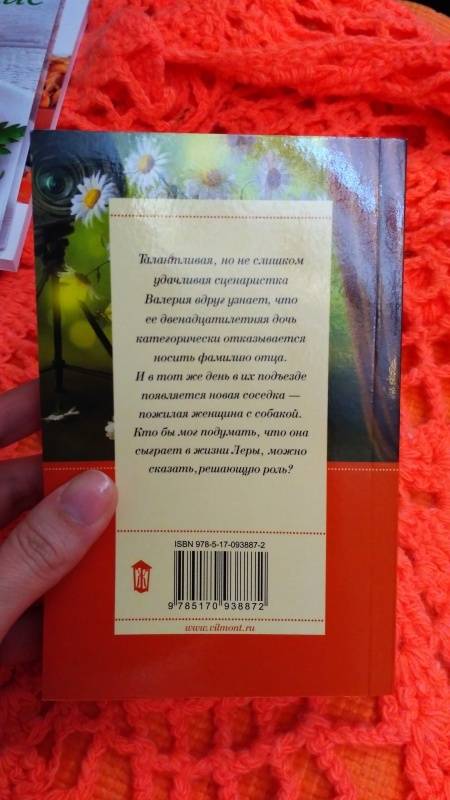 Талантливая, но не слишком
удачливая сценаристка
Валерия вдруг узнает, что
ее двенадцатилетняя дочь
категорически отказывается
носить фамилию отца.
И в тот же день в их подъезде
появляется новая соседка —
пожилая женщина с собакой.
Кто бы мог подумать, что она
сыграет в жизни Леры, можно
сказать, решающую роль?
ISBN 978-5-17-093887-2
Ж
9 785170 938872
www.vilmont.ru